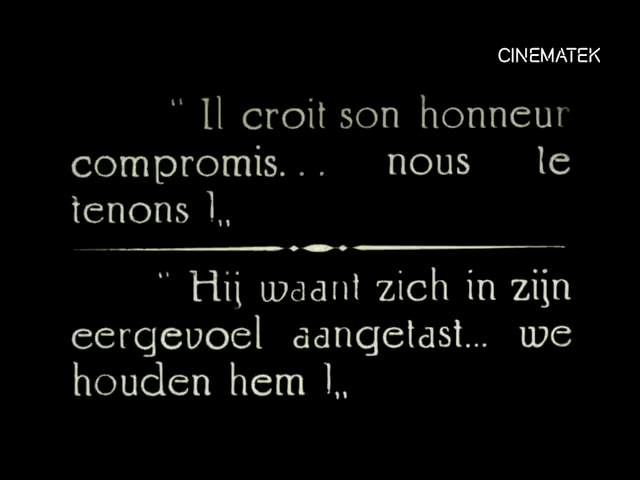 CINEMATEK
" Il croit son honneur
compromis... nous le
tenons !„
" Hij waant zich in zijn
eergevoel aangetast... we
houden hem !„